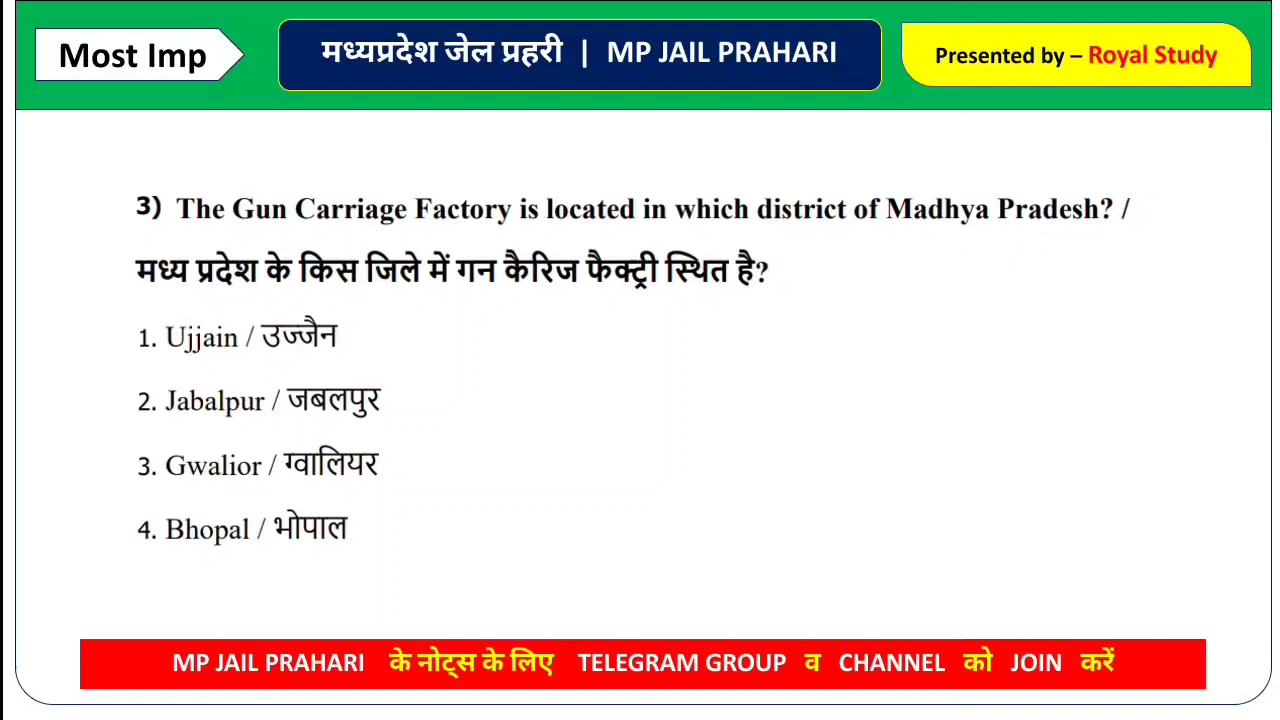 Most Imp
मध्यप्रदेश जेल प्रहरी | MP JAIL PRAHARI
Presented by – Royal Study
3) The Gun Carriage Factory is located in which district of Madhya Pradesh? /
मध्य प्रदेश के किस जिले में गन कैरिज फैक्ट्री स्थित है?
1. Ujjain / उज्जैन
2. Jabalpur / जबलपुर
3. Gwalior / ग्वालियर
4. Bhopal / भोपाल
MP JAIL PRAHARI के नोट्स के लिए TELEGRAM GROUP व CHANNEL को JOIN करें